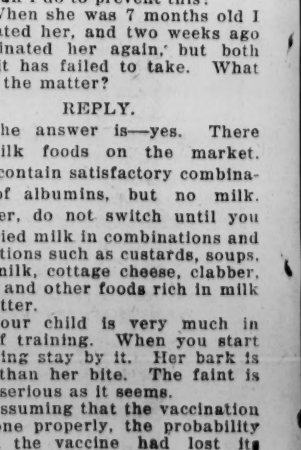 When she was 7 months old I
ated her, and two weeks ago
inated her again, but both
it has failed to take. What
the matter?
REPLY.
he answer is—yes. There
ilk foods on the market.
contain satisfactory combina-
of albumins, but no milk.
er, do not switch until you
ied milk in combinations and
tions such as custards, soups,
milk, cottage cheese, clabber,
and other foods rich in milk
tter.
our child is very much in
f training. When you start
ing stay by it. Her bark is
than her bite. The faint is
serious as it seems.
ssuming that the vaccination
one properly, the probability
the vaccine had lost its